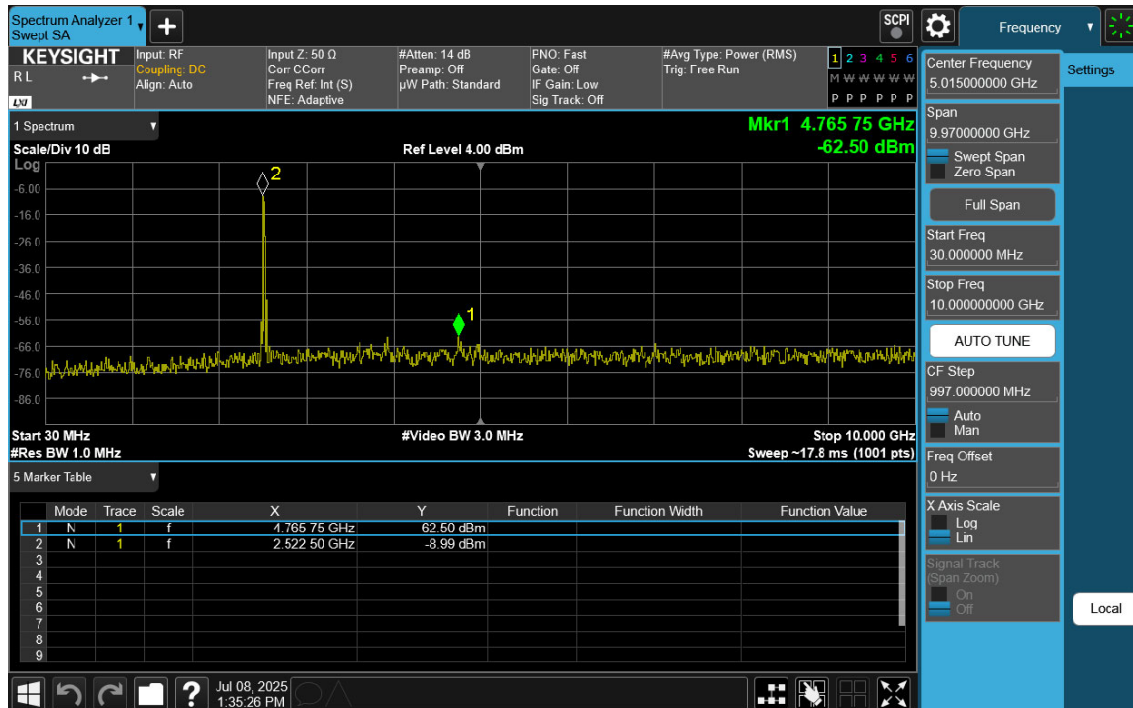 Spectrum Analyzer 1
Swept SA
SCPI
Frequency
KEYSIGHT
R L
LXI
Input: RF
Coupling: DC
Align: Auto
Input Z: 50 Ω
Corr CCorr
Freq Ref: Int (S)
NFE: Adaptive
#Atten: 14 dB
Preamp: Off
µW Path: Standard
PNO: Fast
Gate: Off
IF Gain: Low
Sig Track: Off
#Avg Type: Power (RMS)
Trig: Free Run
1 2 3 4 5 6
M W W W W W
P P P P P P
1 Spectrum
Scale/Div 10 dB
Ref Level 4.00 dBm
Mkr1 4.765 75 GHz
-62.50 dBm
Log
-6.00
-16.0
-26.0
-36.0
-46.0
-56.0
-66.0
-76.0
-86.0
2
1
Start 30 MHz
#Video BW 3.0 MHz
Stop 10.000 GHz
#Res BW 1.0 MHz
Sweep ~17.8 ms (1001 pts)
5 Marker Table
Mode Trace Scale X Y Function Function Width Function Value
1 N 1 f 4.765 75 GHz 62.50 dBm
2 N 1 f 2.522 50 GHz -8.99 dBm
3
4
5
6
7
8
9
Jul 08, 2025
1:35:26 PM
?
Center Frequency
5.015000000 GHz
Span
9.97000000 GHz
Swept Span
Zero Span
Full Span
Start Freq
30.000000 MHz
Stop Freq
10.000000000 GHz
AUTO TUNE
CF Step
997.000000 MHz
Auto
Man
Freq Offset
0 Hz
X Axis Scale
Log
Lin
Signal Track
(Span Zoom)
On
Off
Settings
Local